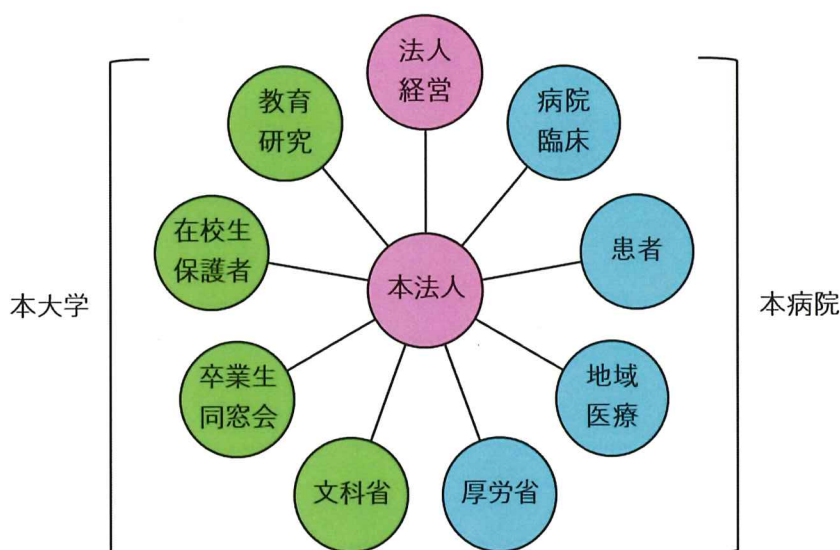 法人
経営
教育
研究
病院
臨床
在校生
保護者
患者
本法人
本大学
本病院
卒業生
同窓会
地域
医療
文科省
厚労省